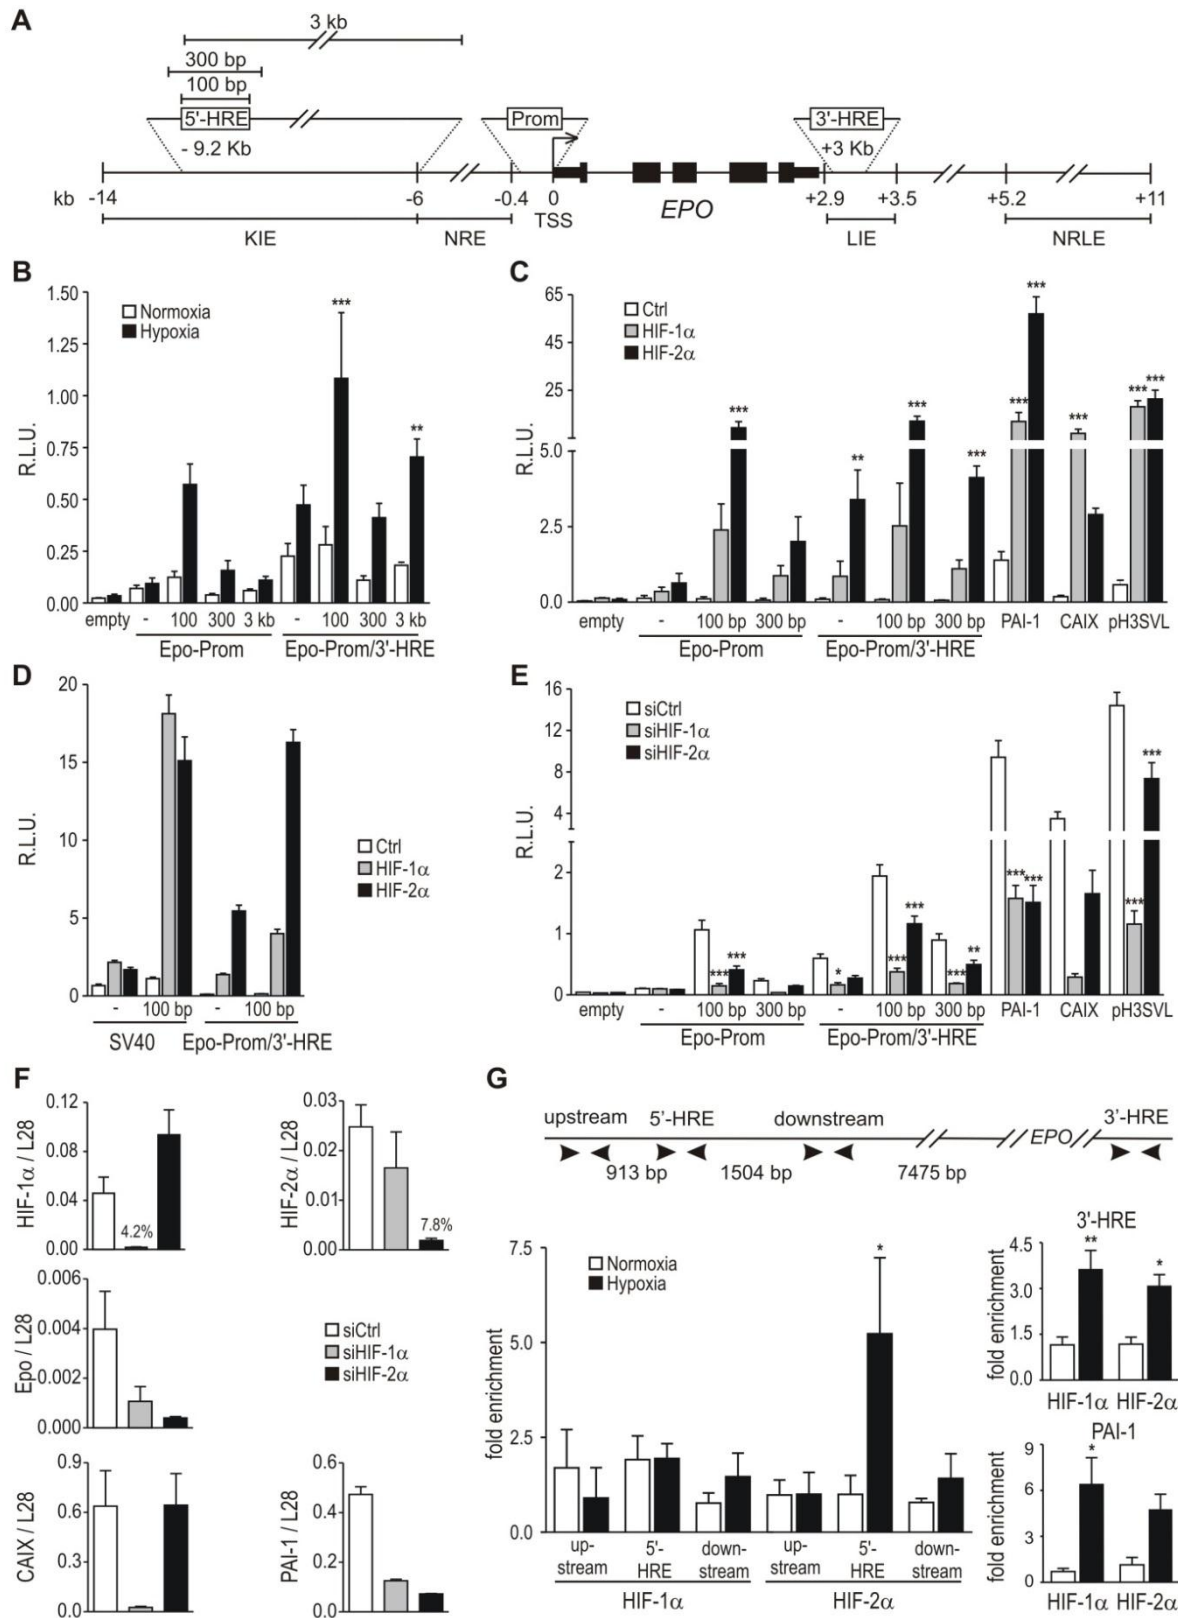 A
3 kb
300 bp
100 bp
5'-HRE
Prom
3'-HRE
- 9.2 Kb
+3 Kb
kb -14 -6 -0.4 0 EPO +2.9 +3.5 +5.2 +11
TSS
KIE NRE LIE NRLE
B
1.50
1.25
1.00
0.75
0.50
0.25
0.00
R.L.U.
Normoxia
Hypoxia
***
**
empty - 100 300 3 kb - 100 300 3 kb
Epo-Prom Epo-Prom/3'-HRE
C
65
45
25
5.0
2.5
0.0
R.L.U.
Ctrl
HIF-1α
HIF-2α
*** ** *** *** *** *** *** *** ***
empty - 100 bp 300 bp - 100 bp 300 bp PAI-1 CAIX pH3SVL
Epo-Prom Epo-Prom/3'-HRE
D
20
15
10
5
0
R.L.U.
Ctrl
HIF-1α
HIF-2α
- 100 bp - 100 bp
SV40 Epo-Prom/3'-HRE
E
16
12
8
4
2
1
0
R.L.U.
siCtrl
siHIF-1α
siHIF-2α
*** *** * *** *** *** ** *** *** *** ***
empty - 100 bp 300 bp - 100 bp 300 bp PAI-1 CAIX pH3SVL
Epo-Prom Epo-Prom/3'-HRE
F
HIF-1α / L28
0.12
0.08
0.04
0.00
4.2%
HIF-2α / L28
0.03
0.02
0.01
0.00
7.8%
Epo / L28
0.006
0.004
0.002
0.000
siCtrl
siHIF-1α
siHIF-2α
CAIX / L28
0.9
0.6
0.3
0.0
PAI-1 / L28
0.6
0.4
0.2
0.0
G
upstream 5'-HRE downstream 3'-HRE
EPO
913 bp 1504 bp 7475 bp
fold enrichment
7.5
5.0
2.5
0.0
Normoxia
Hypoxia
*
up-stream 5'-HRE down-stream up-stream 5'-HRE down-stream
HIF-1α HIF-2α
3'-HRE
fold enrichment
4.5
3.0
1.5
0.0
** *
HIF-1α HIF-2α
PAI-1
fold enrichment
9
6
3
0
*
HIF-1α HIF-2α